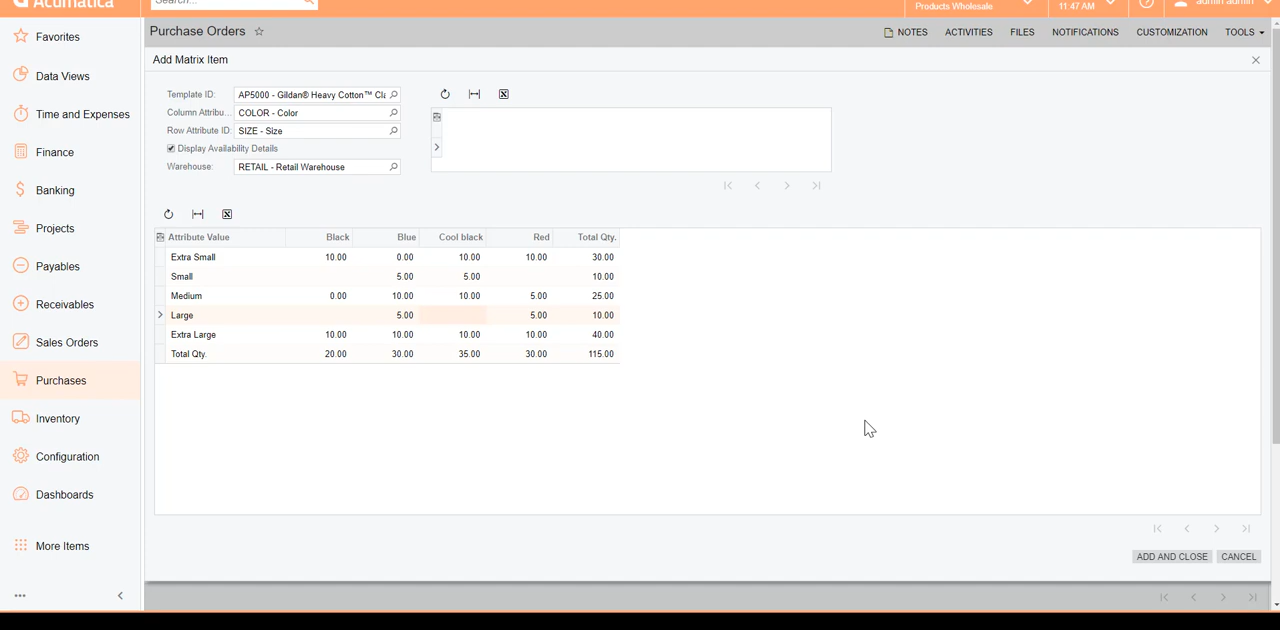 Acumatica
Search...
Products Wholesale
11:47 AM
admin admin
Favorites
Data Views
Time and Expenses
Finance
Banking
Projects
Payables
Receivables
Sales Orders
Purchases
Inventory
Configuration
Dashboards
More Items
Purchase Orders
NOTES ACTIVITIES FILES NOTIFICATIONS CUSTOMIZATION TOOLS
Add Matrix Item
Template ID: AP5000 - Gildan® Heavy Cotton™ Cla
Column Attribu... COLOR - Color
Row Attribute ID: SIZE - Size
Display Availability Details
Warehouse: RETAIL - Retail Warehouse
Attribute Value Black Blue Cool black Red Total Qty.
Extra Small 10.00 0.00 10.00 10.00 30.00
Small 5.00 5.00 10.00
Medium 0.00 10.00 10.00 5.00 25.00
Large 5.00 5.00 10.00
Extra Large 10.00 10.00 10.00 10.00 40.00
Total Qty. 20.00 30.00 35.00 30.00 115.00
ADD AND CLOSE CANCEL